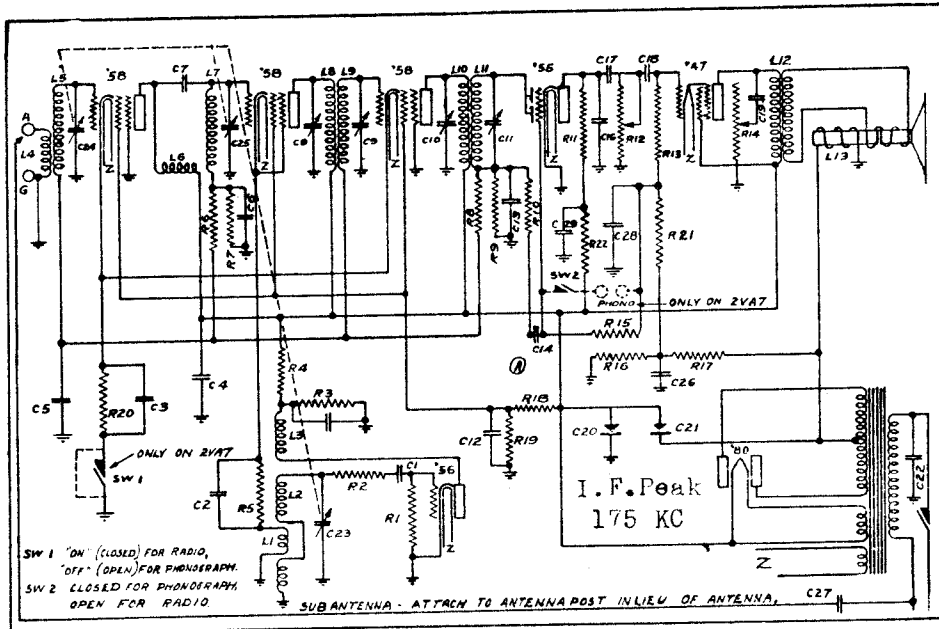 L5
'58
C7
L7
'58
L8
L9
'58
L10
L11
'56
C17
C18
'47
L12
A
L4
G
C24
L6
C25
C8
C9
C10
C11
R11
C16
R12
R13
R14
C19
L13
Z
Z
Z
Z
R6
R7
R8
R9
C13
R10
C29
R22
C28
R21
SW2
PHONO
ONLY ON 2VA7
C14
R15
A
R16
R17
C26
R4
C4
R3
L3
C5
R20
C3
ONLY ON 2VA7
SW1
R18
C12
R19
C20
C21
'80
C22
C2
R5
L2
L1
R2
C1
'56
R1
Z
C23
I.F.Peak
175 KC
Z
SW 1 "ON" (CLOSED) FOR RADIO,
"OFF" (OPEN) FOR PHONOGRAPH.
SW 2 CLOSED FOR PHONOGRAPH,
OPEN FOR RADIO.
SUB ANTENNA - ATTACH TO ANTENNA POST IN LIEU OF ANTENNA.
C27